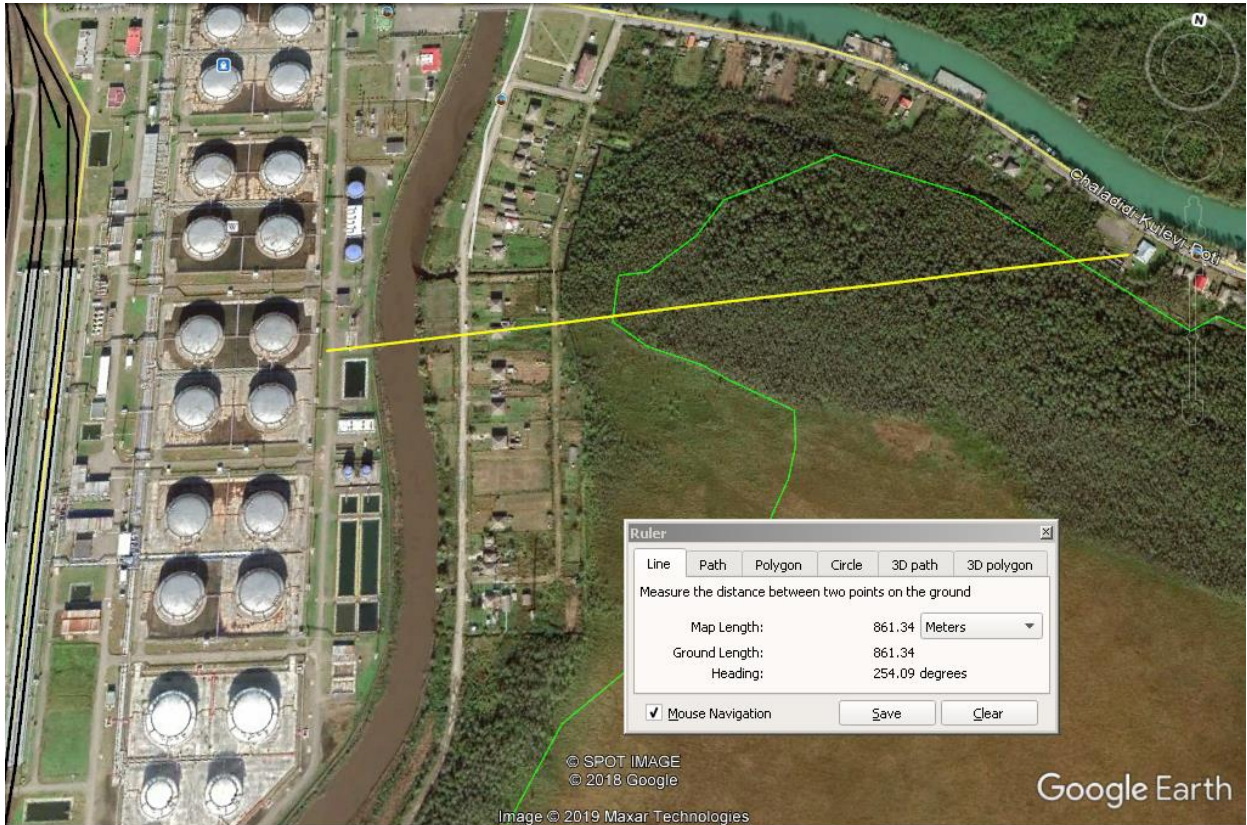 N
Chaladidi-Kulevi-Poti
Ruler
Line Path Polygon Circle 3D path 3D polygon
Measure the distance between two points on the ground
Map Length: 861.34 Meters
Ground Length: 861.34
Heading: 254.09 degrees
Mouse Navigation Save Clear
© SPOT IMAGE
© 2018 Google
Image © 2019 Maxar Technologies
Google Earth